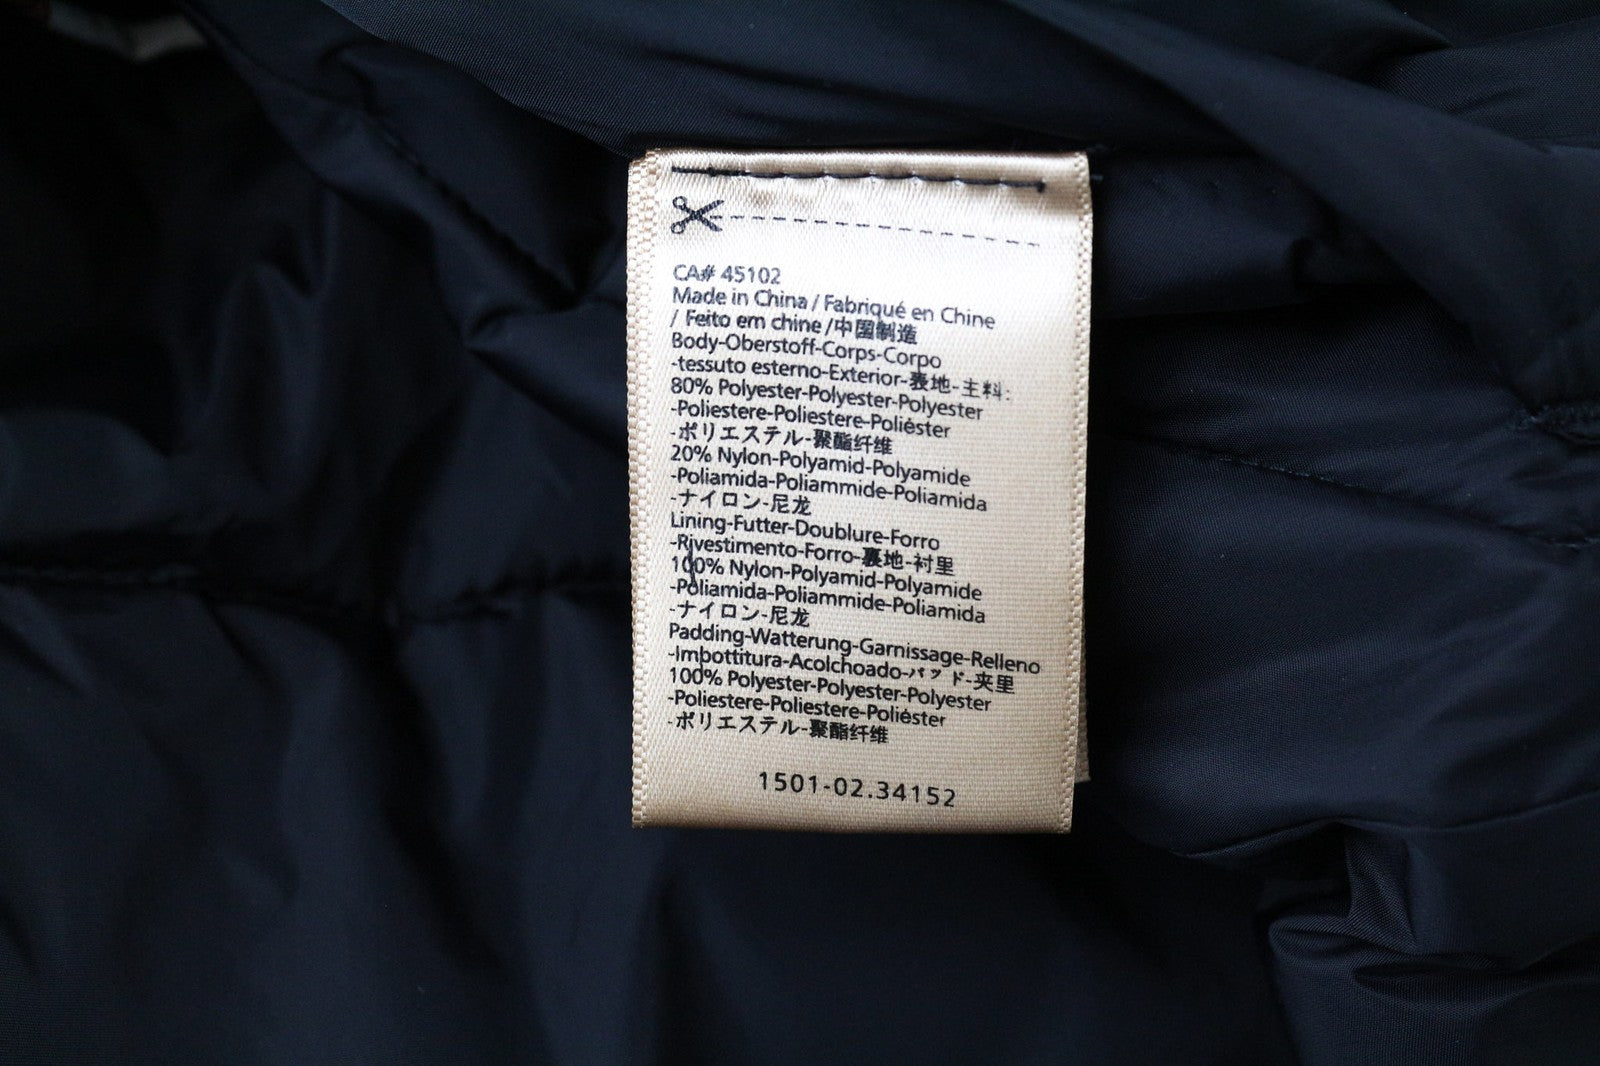 CA# 45102
Made in China / Fabriqué en Chine
/ Feito em chine /中国制造
Body-Oberstoff-Corps-Corpo
-tessuto esterno-Exterior-表地-主料:
80% Polyester-Polyester-Polyester
-Poliestere-Poliestere-Poliéster
-ポリエステル-聚酯纤维
20% Nylon-Polyamid-Polyamide
-Poliamida-Poliammide-Poliamida
-ナイロン-尼龙
Lining-Futter-Doublure-Forro
-Rivestimento-Forro-裏地-衬里
100% Nylon-Polyamid-Polyamide
-Poliamida-Poliammide-Poliamida
-ナイロン-尼龙
Padding-Watterung-Garnissage-Relleno
-Imbottitura-Acolchoado-パッド-夹里
100% Polyester-Polyester-Polyester
-Poliestere-Poliestere-Poliéster
-ポリエステル-聚酯纤维
1501-02.34152